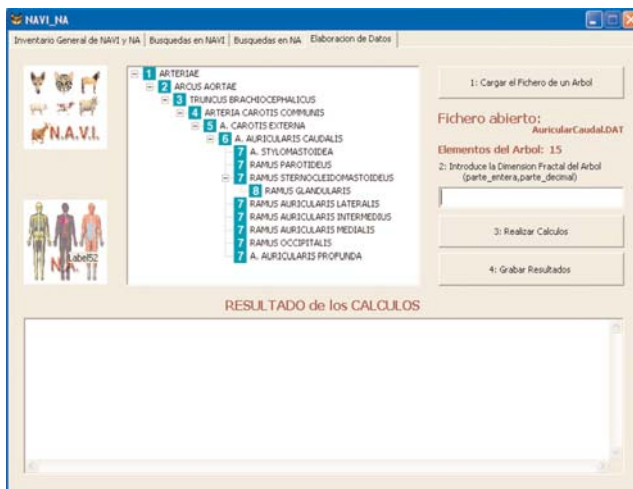 NAVI_NA
Inventario General de NAVI y NA
Busquedas en NAVI
Busquedas en NA
Elaboracion de Datos
N.A.V.I.
N.A.
Label52
1 ARTERIAE
2 ARCUS AORTAE
3 TRUNCUS BRACHIOCEPHALICUS
4 ARTERIA CAROTIS COMMUNIS
5 A. CAROTIS EXTERNA
6 A. AURICULARIS CAUDALIS
7 A. STYLOMASTOIDEA
7 RAMUS PAROTIDEUS
7 RAMUS STERNOCLEIDOMASTOIDEUS
8 RAMUS GLANDULARIS
7 RAMUS AURICULARIS LATERALIS
7 RAMUS AURICULARIS INTERMEDIUS
7 RAMUS AURICULARIS MEDIALIS
7 RAMUS OCCIPITALIS
7 A. AURICULARIS PROFUNDA
1: Cargar el Fichero de un Arbol
Fichero abierto:
AuricularCaudal.DAT
Elementos del Arbol: 15
2: Introduce la Dimension Fractal del Arbol
(parte_entera,parte_decimal)
3: Realizar Calculos
4: Grabar Resultados
RESULTADO de los CALCULOS